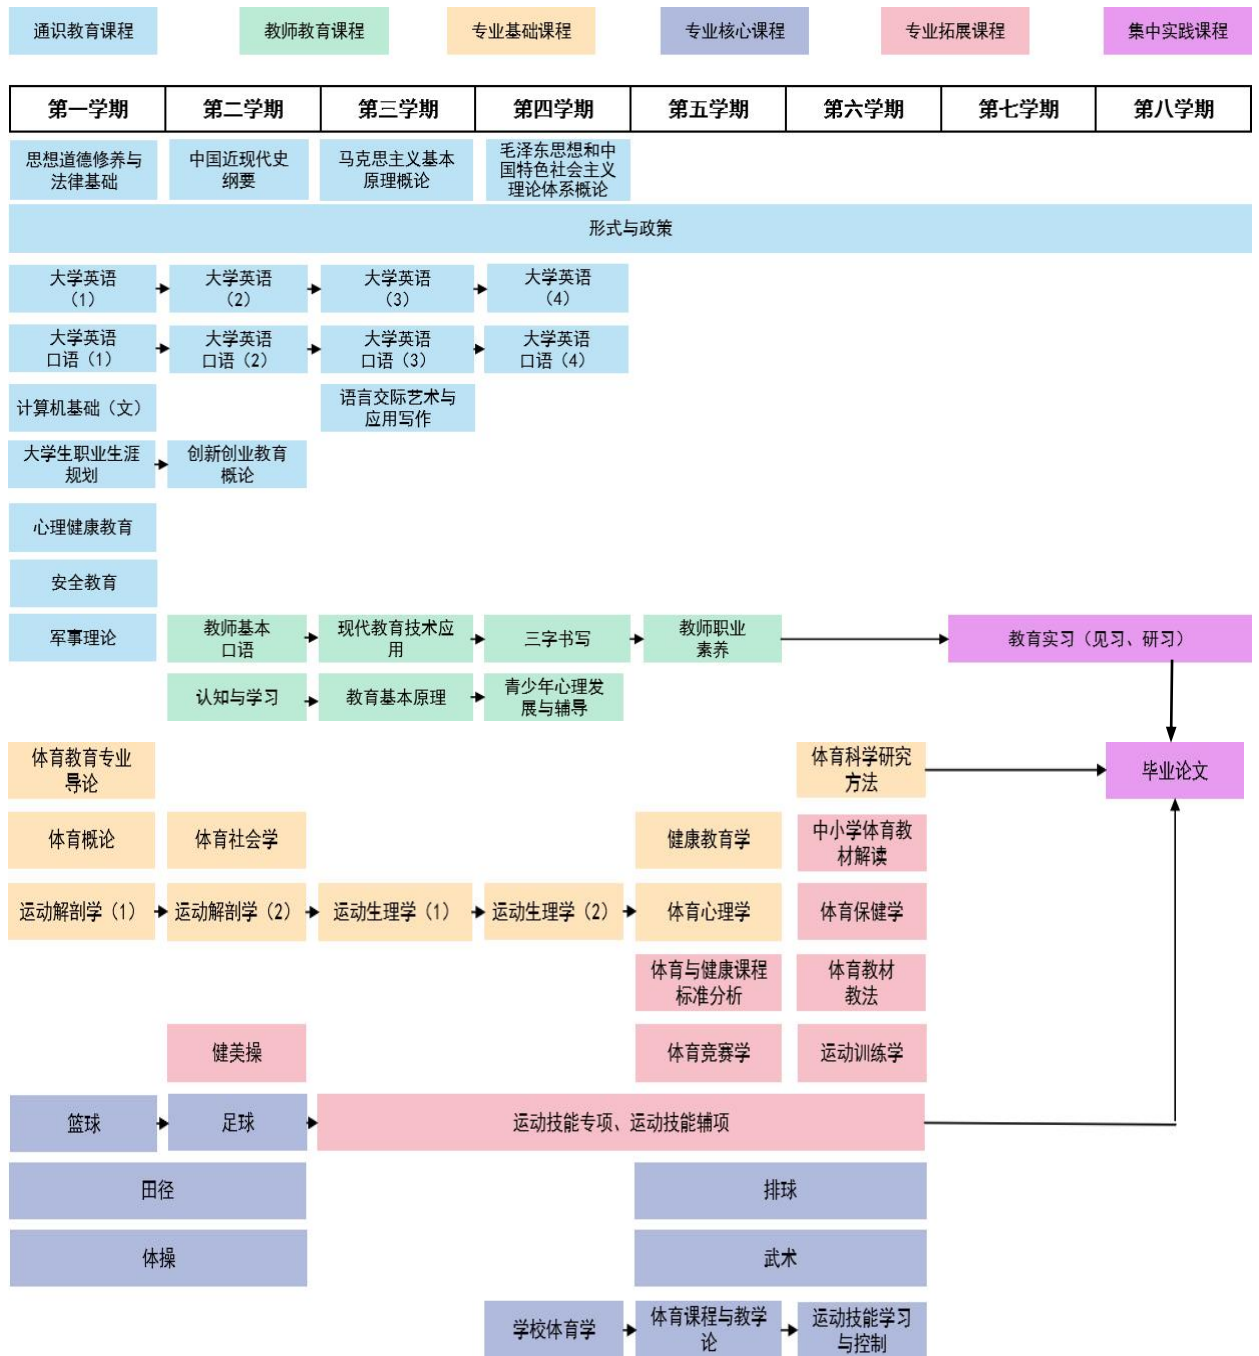 通识教育课程
教师教育课程
专业基础课程
专业核心课程
专业拓展课程
集中实践课程
第一学期
第二学期
第三学期
第四学期
第五学期
第六学期
第七学期
第八学期
思想道德修养与
法律基础
中国近现代史
纲要
马克思主义基本
原理概论
毛泽东思想和中
国特色社会主义
理论体系概论
形式与政策
大学英语
（1）
大学英语
（2）
大学英语
（3）
大学英语
（4）
大学英语
口语（1）
大学英语
口语（2）
大学英语
口语（3）
大学英语
口语（4）
计算机基础（文）
语言交际艺术与
应用写作
大学生职业生涯
规划
创新创业教育
概论
心理健康教育
安全教育
军事理论
教师基本
口语
现代教育技术应
用
三字书写
教师职业
素养
教育实习（见习、研习）
认知与学习
教育基本原理
青少年心理发
展与辅导
体育教育专业
导论
体育科学研究
方法
毕业论文
体育概论
体育社会学
健康教育学
中小学体育教
材解读
运动解剖学（1）
运动解剖学（2）
运动生理学（1）
运动生理学（2）
体育心理学
体育保健学
体育与健康课程
标准分析
体育教材
教法
健美操
体育竞赛学
运动训练学
篮球
足球
运动技能专项、运动技能辅项
田径
排球
体操
武术
学校体育学
体育课程与教学
论
运动技能学习
与控制